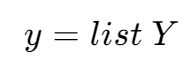 y = list Y